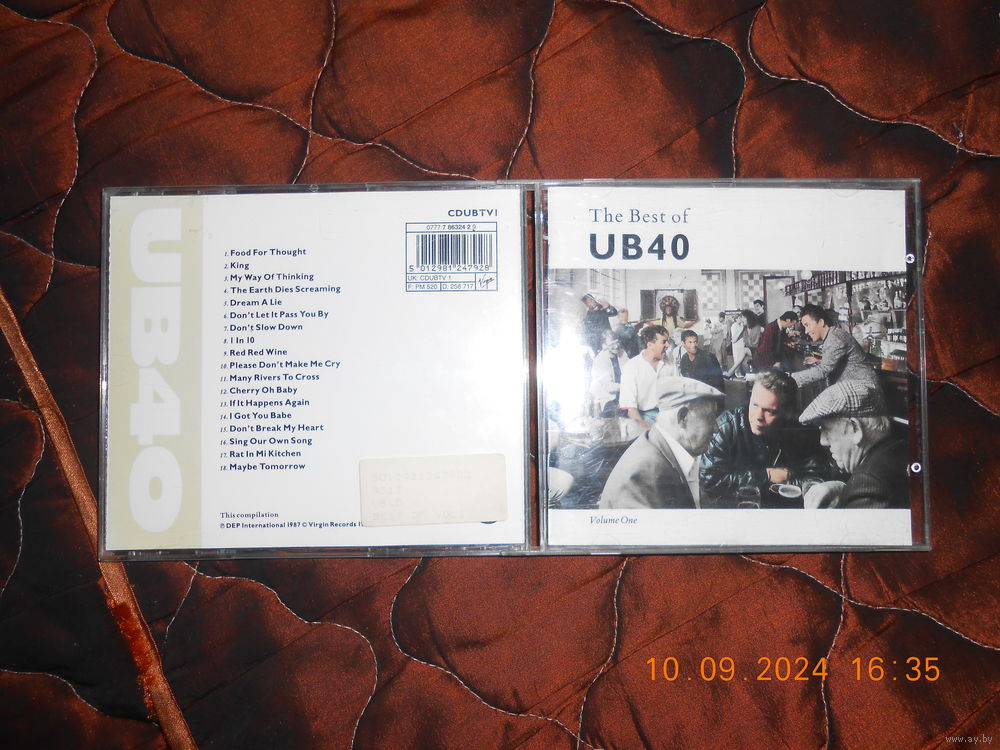 UB40
CDUBTV1
0777 7 86324 2 9
5 012981 247928
UK: CDUBTV 1
F: PM 520 D: 258 717
Virgin
1. Food For Thought
2. King
3. My Way Of Thinking
4. The Earth Dies Screaming
5. Dream A Lie
6. Don't Let It Pass You By
7. Don't Slow Down
8. 1 In 10
9. Red Red Wine
10. Please Don't Make Me Cry
11. Many Rivers To Cross
12. Cherry Oh Baby
13. If It Happens Again
14. I Got You Babe
15. Don't Break My Heart
16. Sing Our Own Song
17. Rat In Mi Kitchen
18. Maybe Tomorrow
This compilation
℗ DEP International 1987 © Virgin Records
The Best of
UB40
Volume One
10.09.2024 16:35
www.ay.by